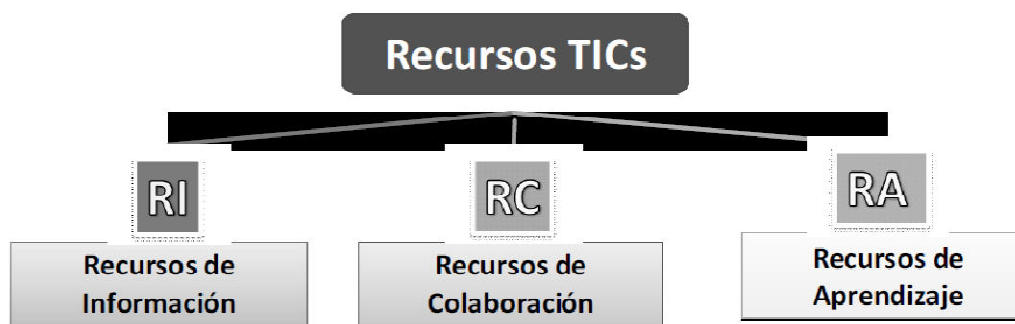 Recursos TICs
RI
RC
RA
Recursos de
Información
Recursos de
Colaboración
Recursos de
Aprendizaje